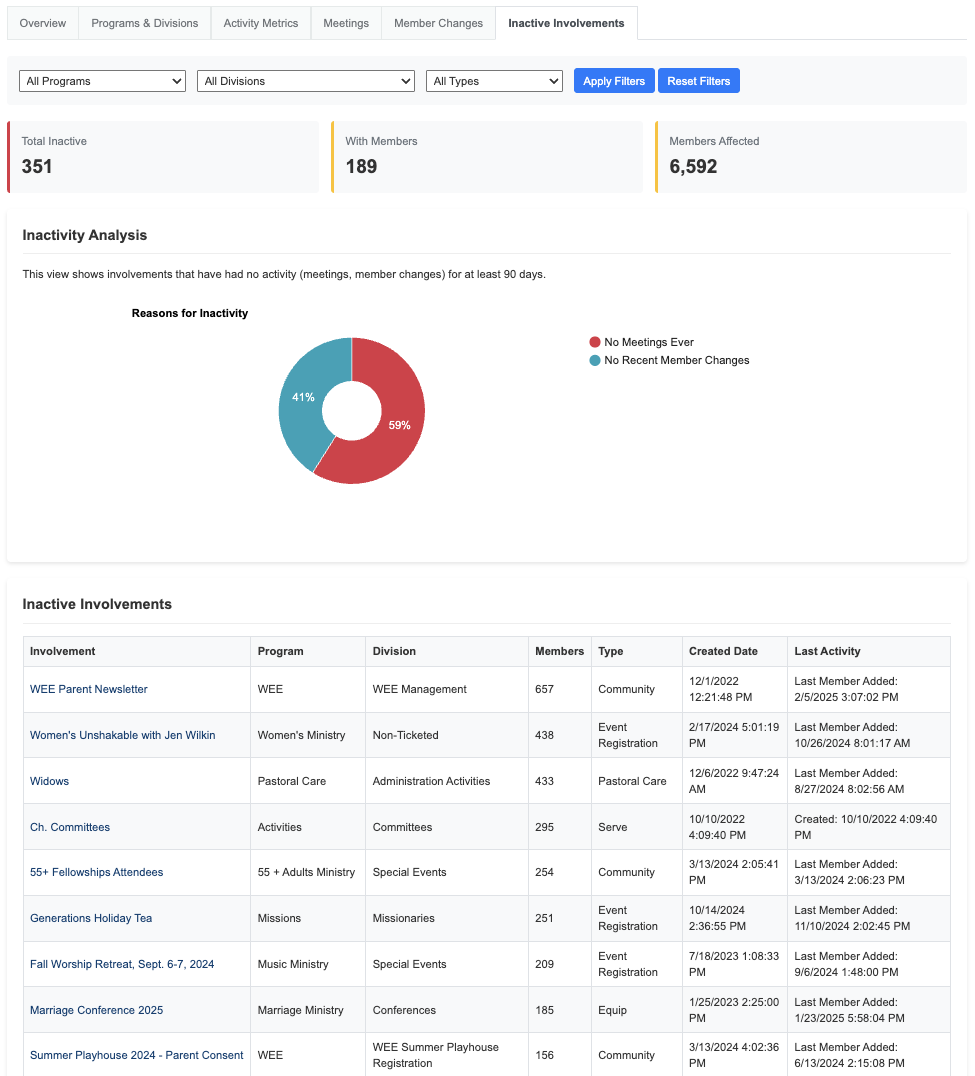 Overview Programs & Divisions Activity Metrics Meetings Member Changes Inactive Involvements
All Programs All Divisions All Types Apply Filters Reset Filters
Total Inactive With Members Members Affected
351 189 6,592
Inactivity Analysis
This view shows involvements that have had no activity (meetings, member changes) for at least 90 days.
Reasons for Inactivity
No Meetings Ever
No Recent Member Changes
41%
59%
Inactive Involvements
Involvement Program Division Members Type Created Date Last Activity
WEE Parent Newsletter WEE WEE Management 657 Community 12/1/2022 12:21:48 PM Last Member Added: 2/5/2025 3:07:02 PM
Women's Unshakable with Jen Wilkin Women's Ministry Non-Ticketed 438 Event Registration 2/17/2024 5:01:19 PM Last Member Added: 10/26/2024 8:01:17 AM
Widows Pastoral Care Administration Activities 433 Pastoral Care 12/6/2022 9:47:24 AM Last Member Added: 8/27/2024 8:02:56 AM
Ch. Committees Activities Committees 295 Serve 10/10/2022 4:09:40 PM Created: 10/10/2022 4:09:40 PM
55+ Fellowships Attendees 55 + Adults Ministry Special Events 254 Community 3/13/2024 2:05:41 PM Last Member Added: 3/13/2024 2:06:23 PM
Generations Holiday Tea Missions Missionaries 251 Event Registration 10/14/2024 2:36:55 PM Last Member Added: 11/10/2024 2:02:45 PM
Fall Worship Retreat, Sept. 6-7, 2024 Music Ministry Special Events 209 Event Registration 7/18/2023 1:08:33 PM Last Member Added: 9/6/2024 1:48:00 PM
Marriage Conference 2025 Marriage Ministry Conferences 185 Equip 1/25/2023 2:25:00 PM Last Member Added: 1/23/2025 5:58:04 PM
Summer Playhouse 2024 - Parent Consent WEE WEE Summer Playhouse Registration 156 Community 3/13/2024 4:02:36 PM Last Member Added: 6/13/2024 2:15:08 PM